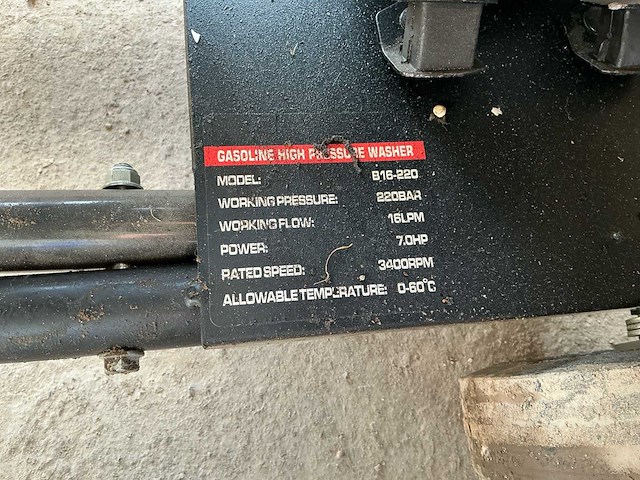 GASOLINE HIGH PRESSURE WASHER
MODEL: B16-220
WORKING PRESSURE: 220BAR
WORKING FLOW: 16LPM
POWER: 7.0HP
RATED SPEED: 3400RPM
ALLOWABLE TEMPERATURE: 0-60°C